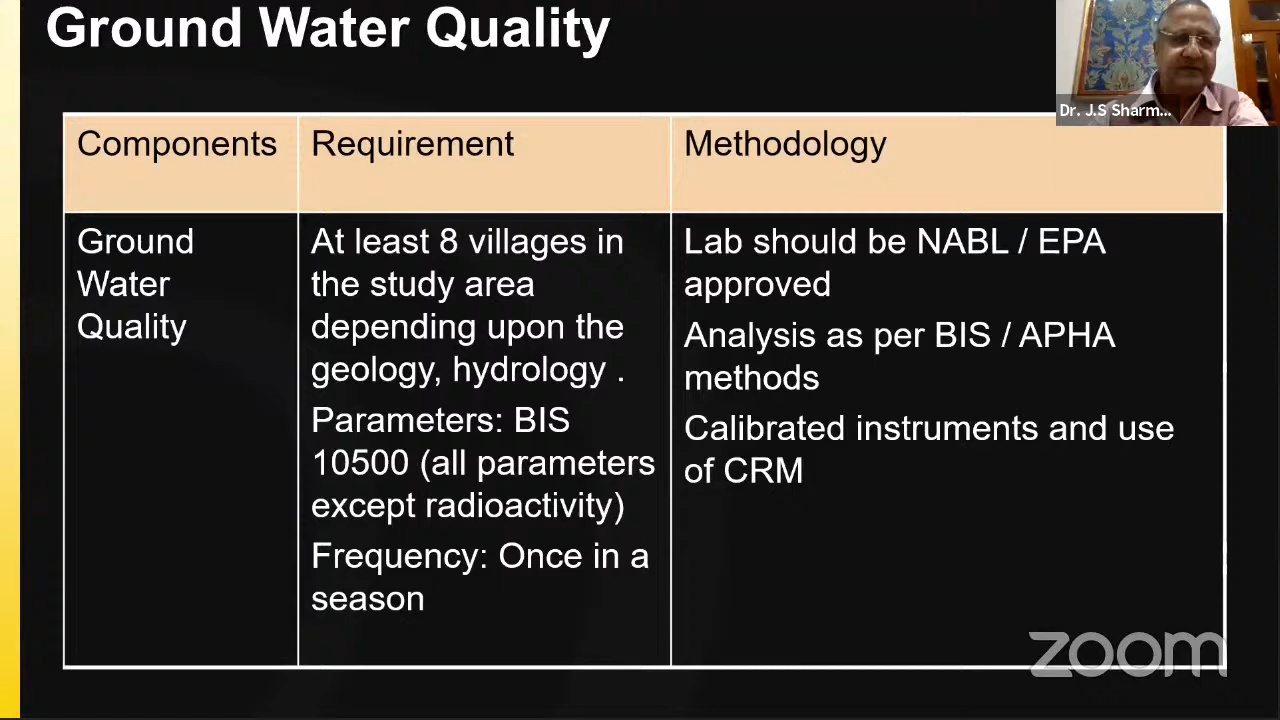 Ground Water Quality
Dr. J.S Sharm...
Components
Requirement
Methodology
Ground
Water
Quality
At least 8 villages in
the study area
depending upon the
geology, hydrology .
Parameters: BIS
10500 (all parameters
except radioactivity)
Frequency: Once in a
season
Lab should be NABL / EPA
approved
Analysis as per BIS / APHA
methods
Calibrated instruments and use
of CRM
zoom